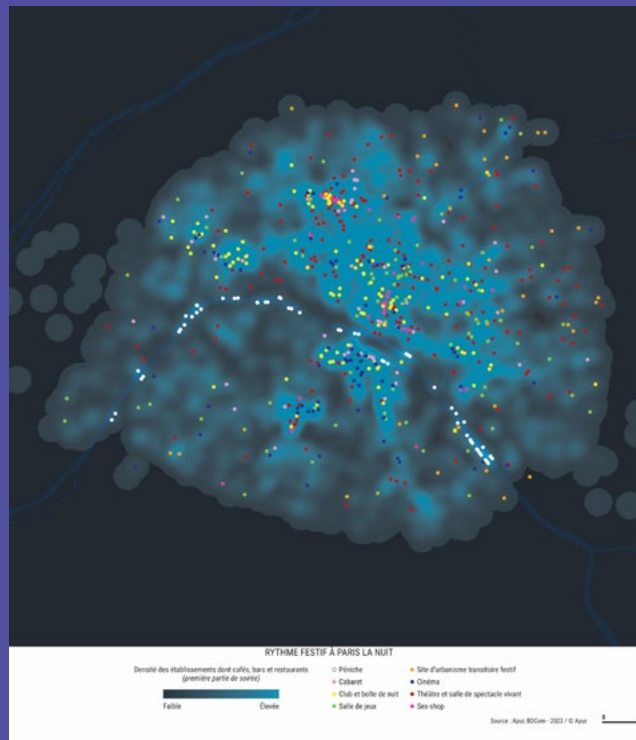 RYTHME FESTIF À PARIS LA NUIT
Densité des établissements dont cafés, bars et restaurants
(première partie de soirée)
Faible
Élevée
Péniche
Cabaret
Club et boîte de nuit
Salle de jeux
Site d'urbanisme transitoire festif
Cinéma
Théâtre et salle de spectacle vivant
Sex-shop
Source : Apur, BDCom - 2023 / © Apur
0